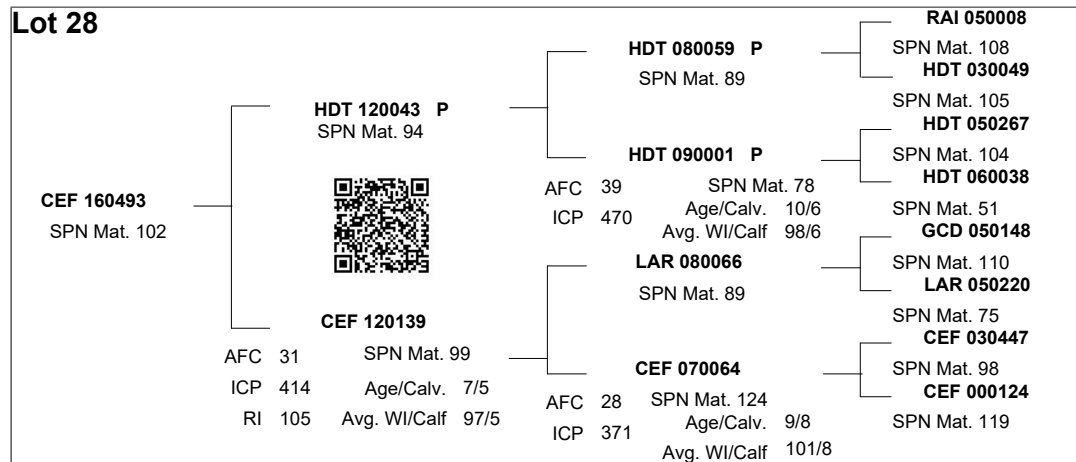 Lot 28
CEF 160493
SPN Mat. 102
HDT 120043 P
SPN Mat. 94
CEF 120139
AFC 31 SPN Mat. 99
ICP 414 Age/Calv. 7/5
RI 105 Avg. WI/Calf 97/5
HDT 080059 P
SPN Mat. 89
HDT 090001 P
AFC 39 SPN Mat. 78
ICP 470 Age/Calv. 10/6
Avg. WI/Calf 98/6
LAR 080066
SPN Mat. 89
CEF 070064
AFC 28 SPN Mat. 124
ICP 371 Age/Calv. 9/8
Avg. WI/Calf 101/8
RAI 050008
SPN Mat. 108
HDT 030049
SPN Mat. 105
HDT 050267
SPN Mat. 104
HDT 060038
SPN Mat. 51
GCD 050148
SPN Mat. 110
LAR 050220
SPN Mat. 75
CEF 030447
SPN Mat. 98
CEF 000124
SPN Mat. 119